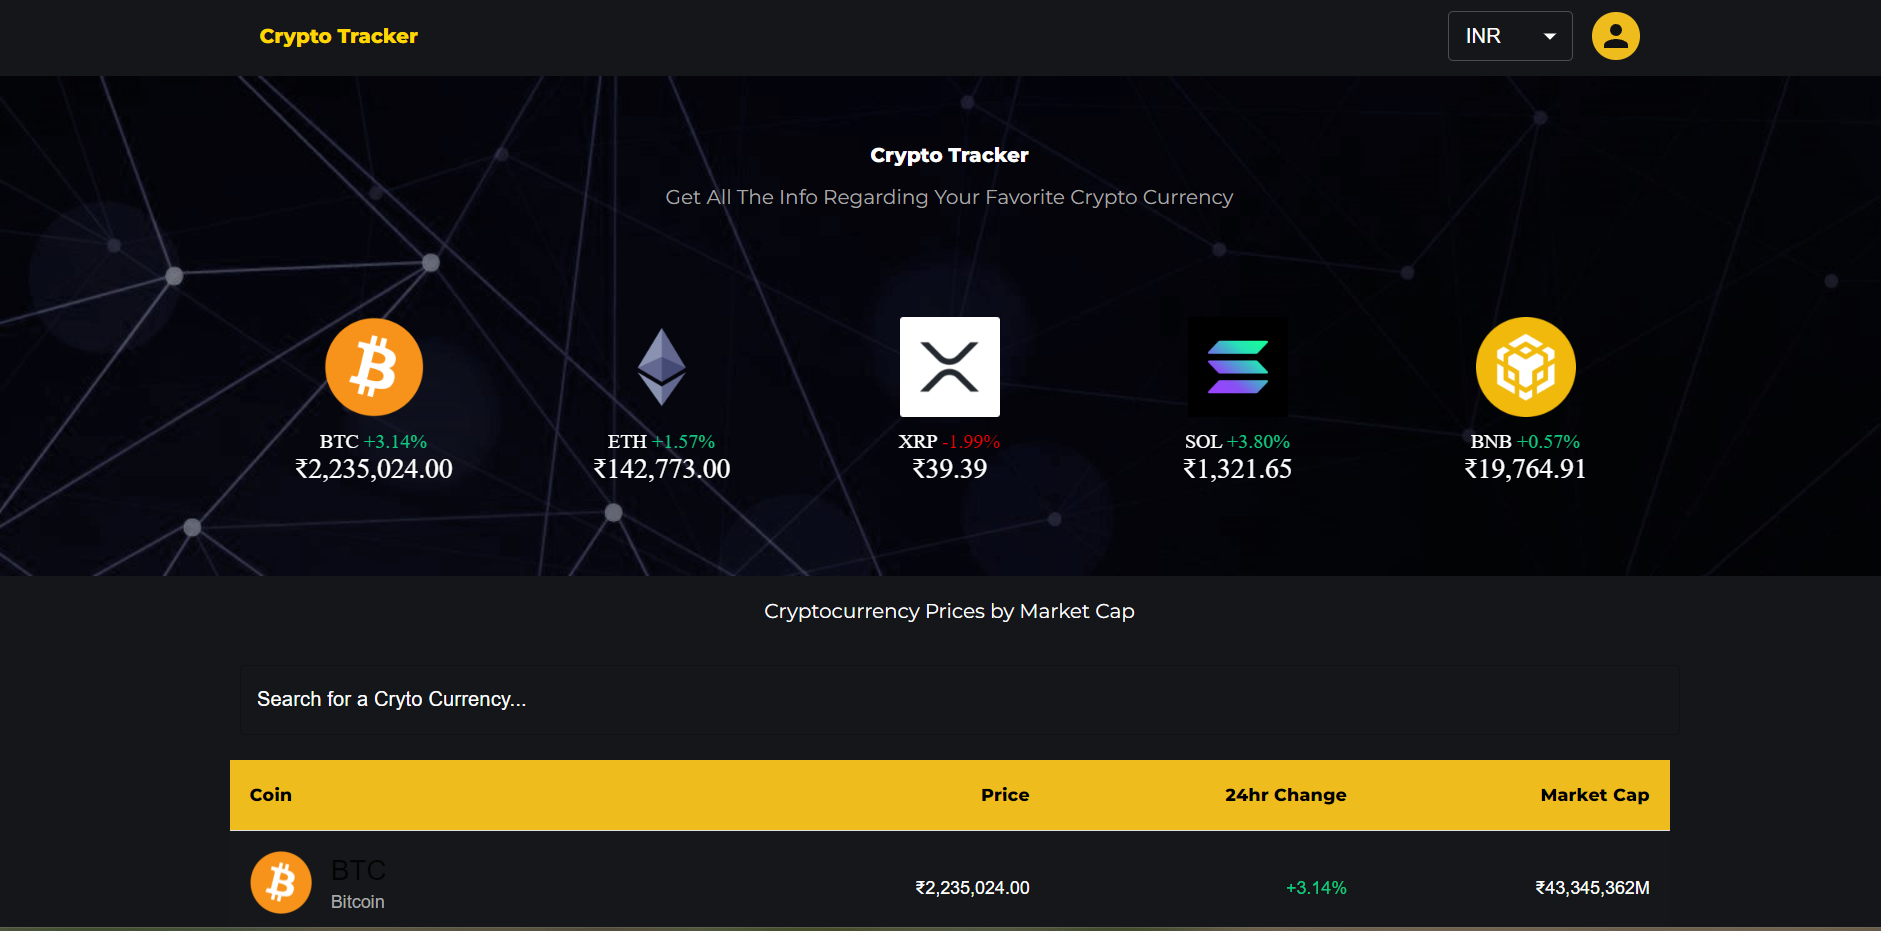 Crypto Tracker
INR
Crypto Tracker
Get All The Info Regarding Your Favorite Crypto Currency
BTC +3.14%
₹2,235,024.00
ETH +1.57%
₹142,773.00
XRP -1.99%
₹39.39
SOL +3.80%
₹1,321.65
BNB +0.57%
₹19,764.91
Cryptocurrency Prices by Market Cap
Search for a Cryto Currency...
Coin Price 24hr Change Market Cap
BTC
Bitcoin
₹2,235,024.00 +3.14% ₹43,345,362M